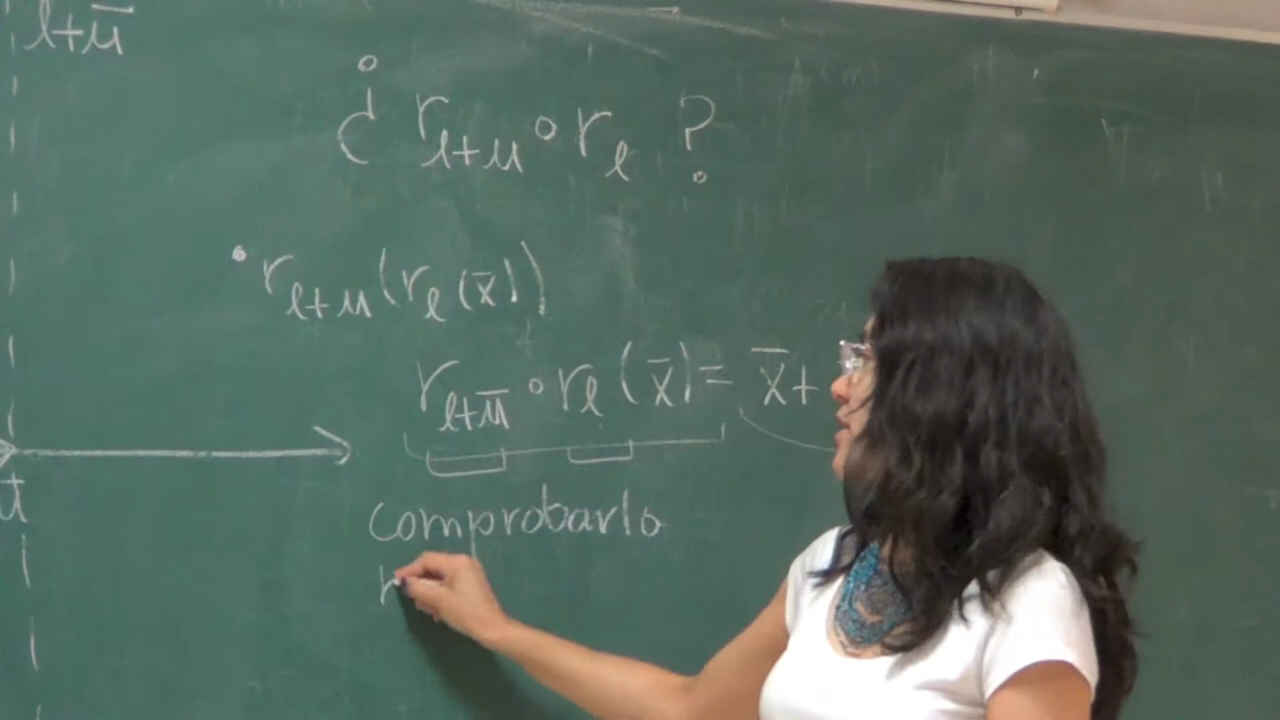 l+ū
¿ r_{l+u} ∘ r_l ?
• r_{l+u}(r_l(x̄))
r_{l+ū} ∘ r_l (x̄) = x̄+
comprobarlo
r